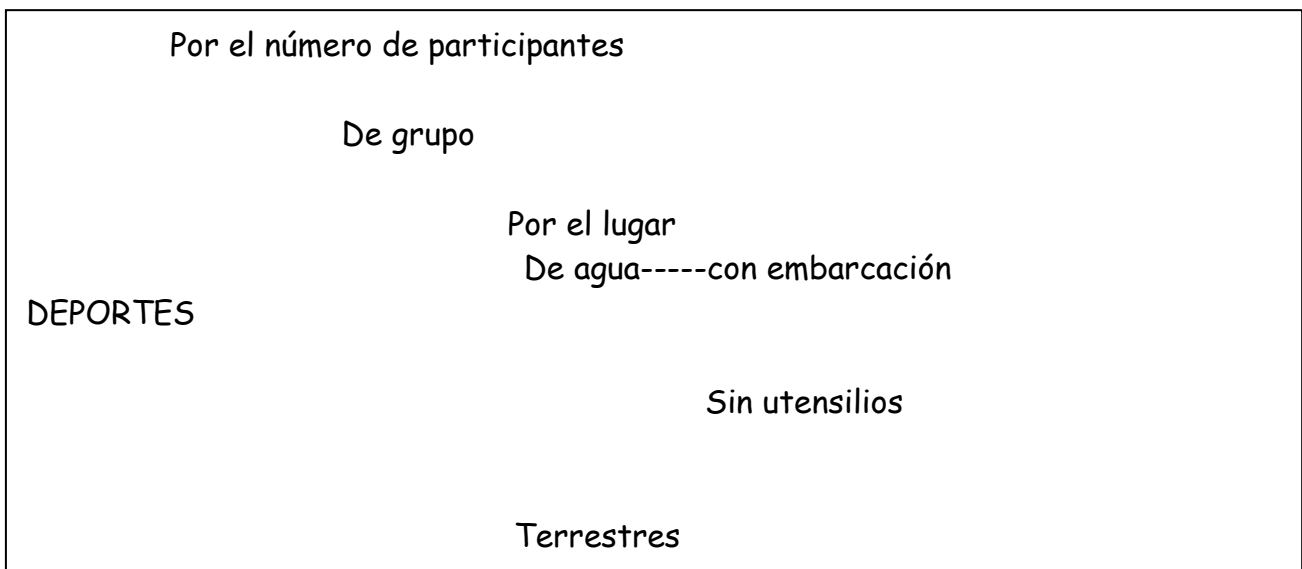 Por el número de participantes
De grupo
Por el lugar
De agua-----con embarcación
DEPORTES
Sin utensilios
Terrestres